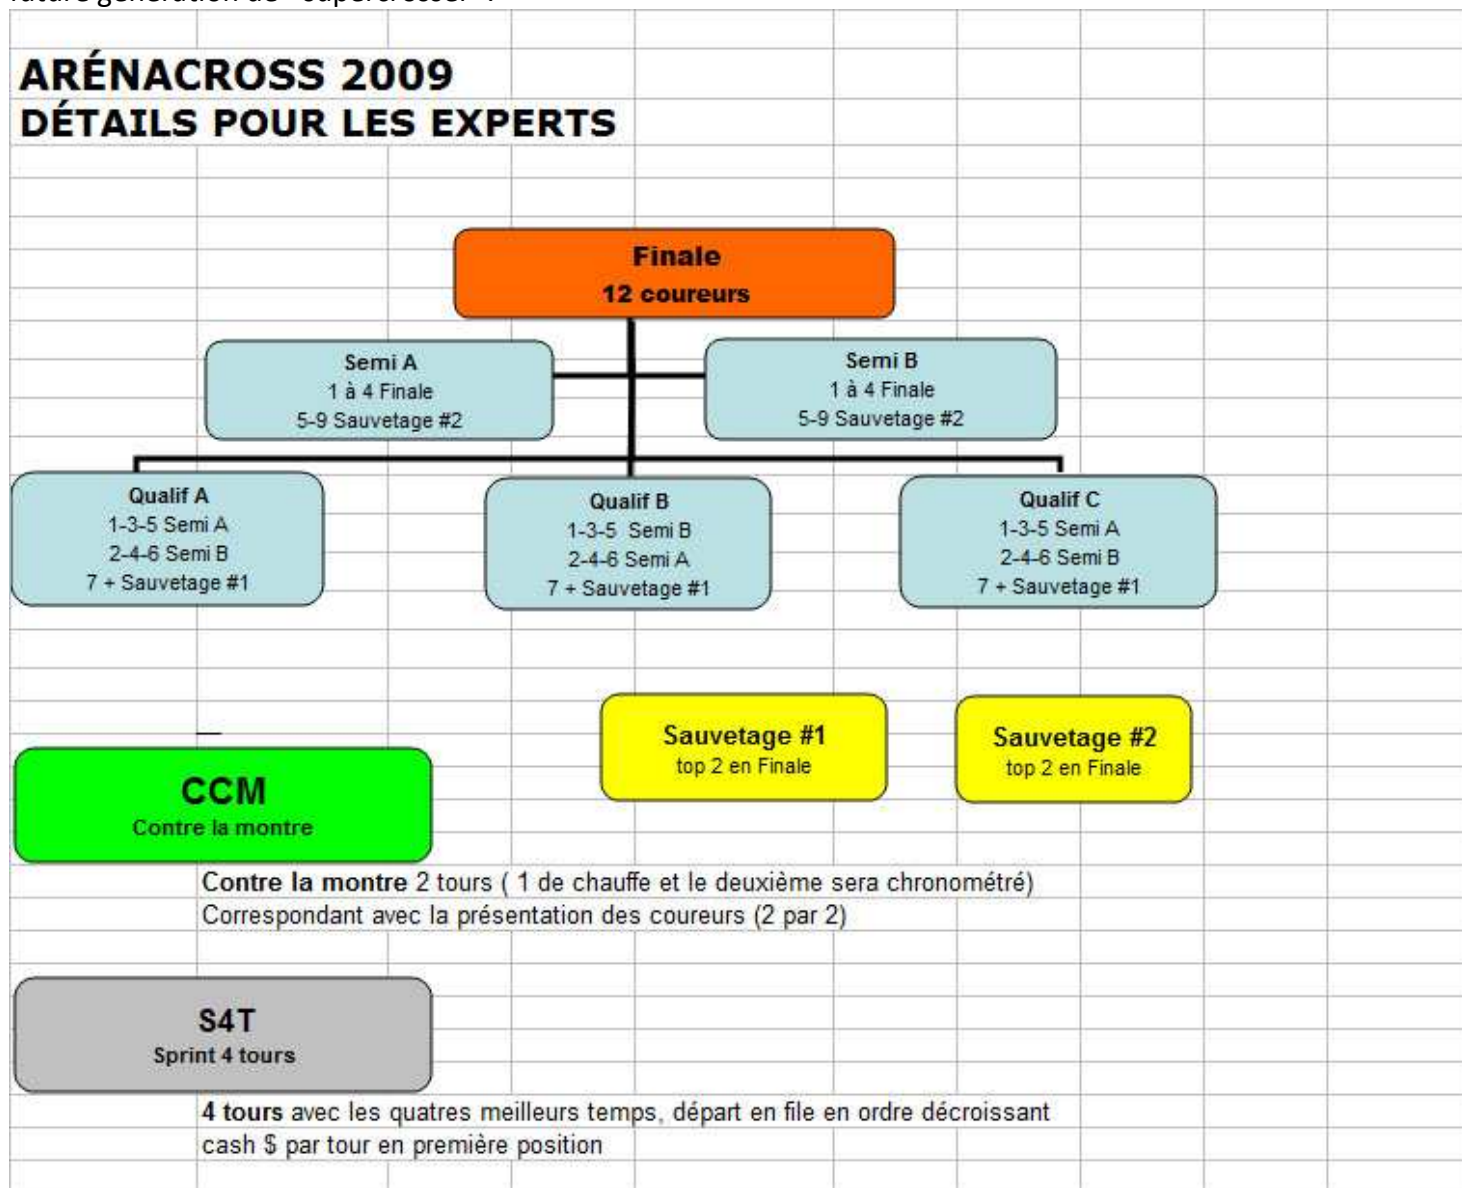 future génération de "supercrosser".
ARÉNACROSS 2009
DÉTAILS POUR LES EXPERTS
Finale
12 coureurs
Semi A
1 à 4 Finale
5-9 Sauvetage #2
Semi B
1 à 4 Finale
5-9 Sauvetage #2
Qualif A
1-3-5 Semi A
2-4-6 Semi B
7 + Sauvetage #1
Qualif B
1-3-5 Semi B
2-4-6 Semi A
7 + Sauvetage #1
Qualif C
1-3-5 Semi A
2-4-6 Semi B
7 + Sauvetage #1
Sauvetage #1
top 2 en Finale
Sauvetage #2
top 2 en Finale
CCM
Contre la montre
Contre la montre 2 tours ( 1 de chauffe et le deuxième sera chronométré)
Correspondant avec la présentation des coureurs (2 par 2)
S4T
Sprint 4 tours
4 tours avec les quatres meilleurs temps, départ en file en ordre décroissant
cash $ par tour en première position